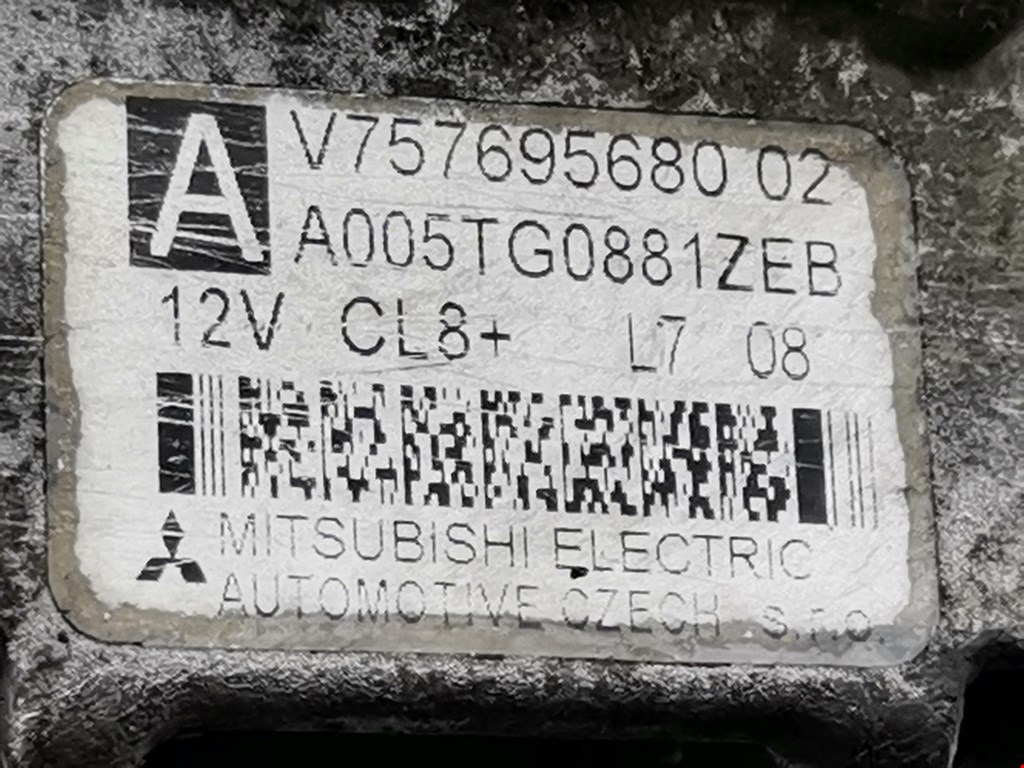 A
V757695680 02
A005TG0881ZEB
12V CL8+ L7 08
MITSUBISHI ELECTRIC
AUTOMOTIVE CZECH s.r.o.